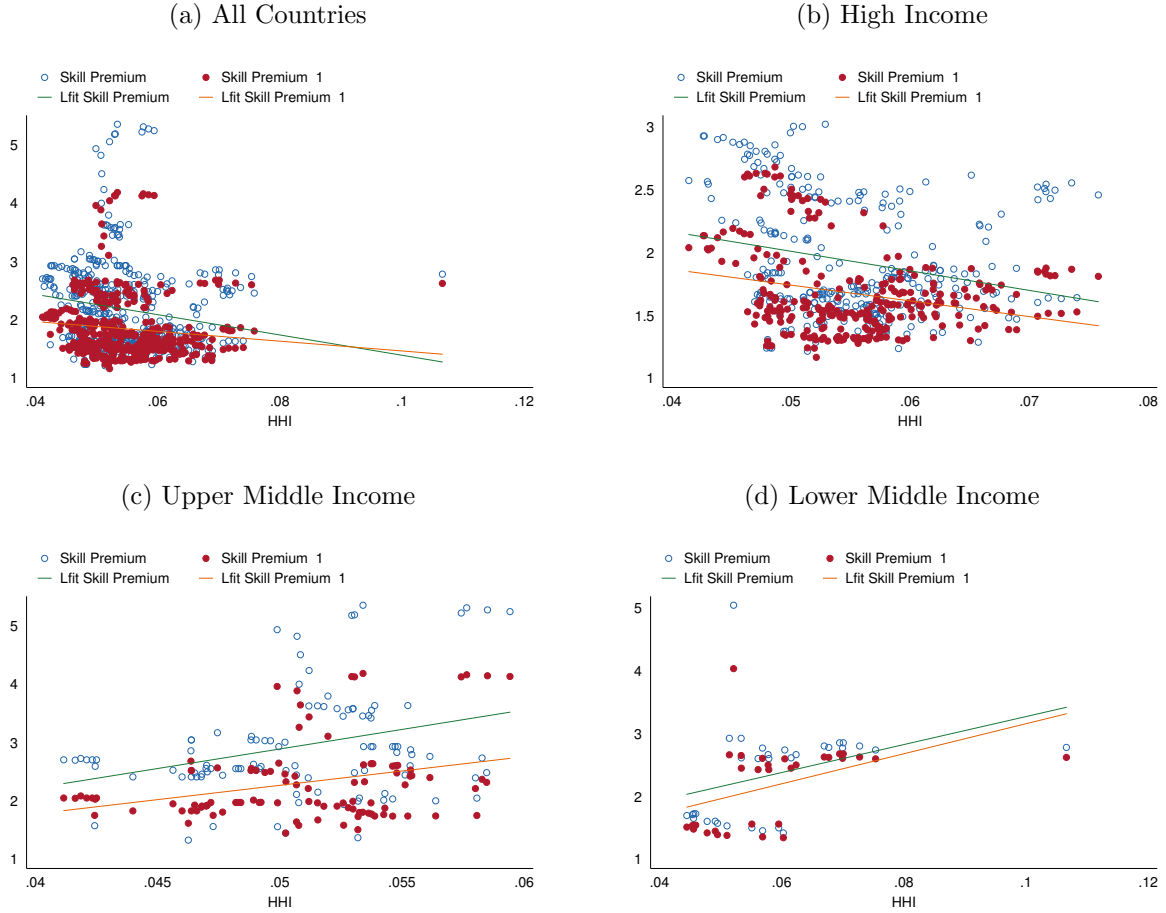 (a) All Countries
Skill Premium Skill Premium 1
Lfit Skill Premium Lfit Skill Premium 1
5
4
3
2
1
.04 .06 .08 .1 .12
HHI
(b) High Income
Skill Premium Skill Premium 1
Lfit Skill Premium Lfit Skill Premium 1
3
2.5
2
1.5
1
.04 .05 .06 .07 .08
HHI
(c) Upper Middle Income
Skill Premium Skill Premium 1
Lfit Skill Premium Lfit Skill Premium 1
5
4
3
2
1
.04 .045 .05 .055 .06
HHI
(d) Lower Middle Income
Skill Premium Skill Premium 1
Lfit Skill Premium Lfit Skill Premium 1
5
4
3
2
1
.04 .06 .08 .1 .12
HHI